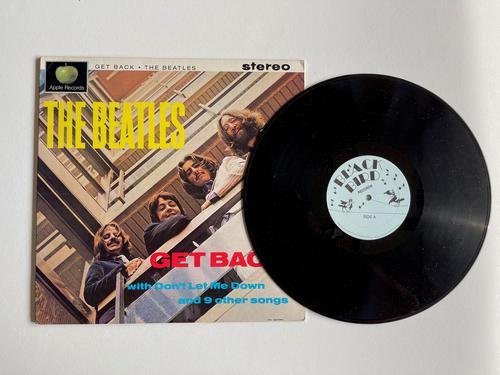 GET BACK • THE BEATLES
stereo
Apple Records
THE BEATLES
GET BAC
with Don't Let Me Down
and 9 other songs
BLACK
BIRD
RECORDS
SIDE A